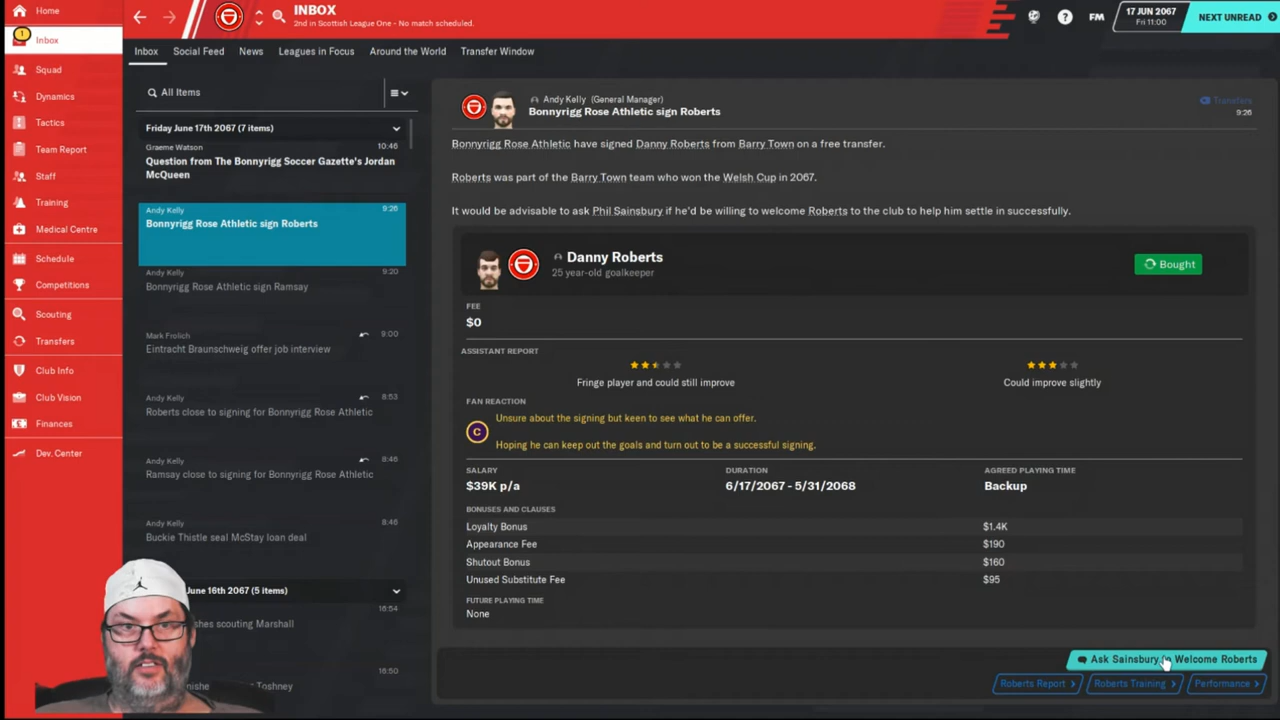 Home
INBOX
2nd in Scottish League One - No match scheduled.
FM
17 JUN 2067
Fri 11:00
NEXT UNREAD
1
Inbox
Squad
Dynamics
Tactics
Team Report
Staff
Training
Medical Centre
Schedule
Competitions
Scouting
Transfers
Club Info
Club Vision
Finances
Dev. Center
Inbox Social Feed News Leagues in Focus Around the World Transfer Window
All Items
Friday June 17th 2067 (7 items)
Graeme Watson 10:46
Question from The Bonnyrigg Soccer Gazette's Jordan
McQueen
Andy Kelly 9:26
Bonnyrigg Rose Athletic sign Roberts
Andy Kelly 9:20
Bonnyrigg Rose Athletic sign Ramsay
Mark Frolich 9:00
Eintracht Braunschweig offer job interview
8:53
Roberts close to signing for Bonnyrigg Rose Athletic
Andy Kelly 8:46
Ramsay close to signing for Bonnyrigg Rose Athletic
Andy Kelly 8:46
Buckie Thistle seal McStay loan deal
June 16th 2067 (5 items)
16:54
shes scouting Marshall
16:50
Toshney
Andy Kelly (General Manager)
Bonnyrigg Rose Athletic sign Roberts
Transfers
9:26
Bonnyrigg Rose Athletic have signed Danny Roberts from Barry Town on a free transfer.
Roberts was part of the Barry Town team who won the Welsh Cup in 2067.
It would be advisable to ask Phil Sainsbury if he'd be willing to welcome Roberts to the club to help him settle in successfully.
Danny Roberts
25 year-old goalkeeper
Bought
FEE
$0
ASSISTANT REPORT
Fringe player and could still improve
Could improve slightly
FAN REACTION
C
Unsure about the signing but keen to see what he can offer.
Hoping he can keep out the goals and turn out to be a successful signing.
SALARY DURATION AGREED PLAYING TIME
$39K p/a 6/17/2067 - 5/31/2068 Backup
BONUSES AND CLAUSES
Loyalty Bonus $1.4K
Appearance Fee $190
Shutout Bonus $160
Unused Substitute Fee $95
FUTURE PLAYING TIME
None
Ask Sainsbury Welcome Roberts
Roberts Report Roberts Training Performance